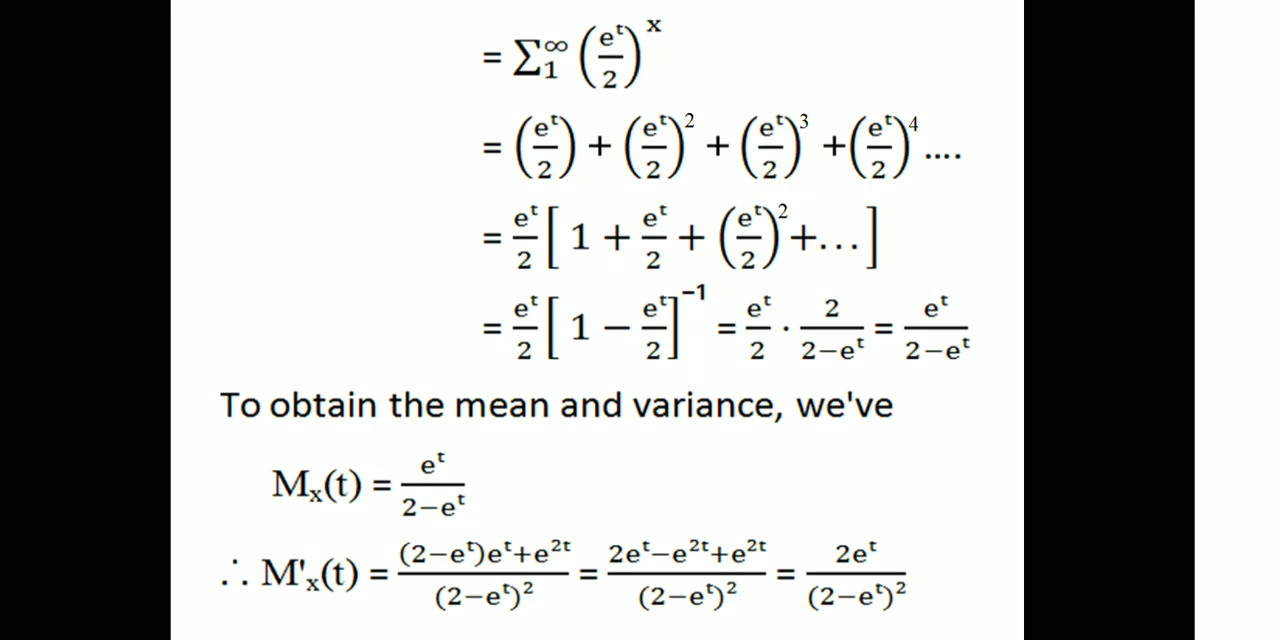 = ∑₁^∞ (eᵗ/2)ˣ
= (eᵗ/2) + (eᵗ/2)² + (eᵗ/2)³ +(eᵗ/2)⁴ ....
= eᵗ/2 [ 1 + eᵗ/2 + (eᵗ/2)² +... ]
= eᵗ/2 [ 1 − eᵗ/2 ]⁻¹ = eᵗ/2 · 2/(2−eᵗ) = eᵗ/(2−eᵗ)
To obtain the mean and variance, we've
Mₓ(t) = eᵗ/(2−eᵗ)
∴ M'ₓ(t) = ((2−eᵗ)eᵗ+e²ᵗ)/(2−eᵗ)² = (2eᵗ−e²ᵗ+e²ᵗ)/(2−eᵗ)² = 2eᵗ/(2−eᵗ)²